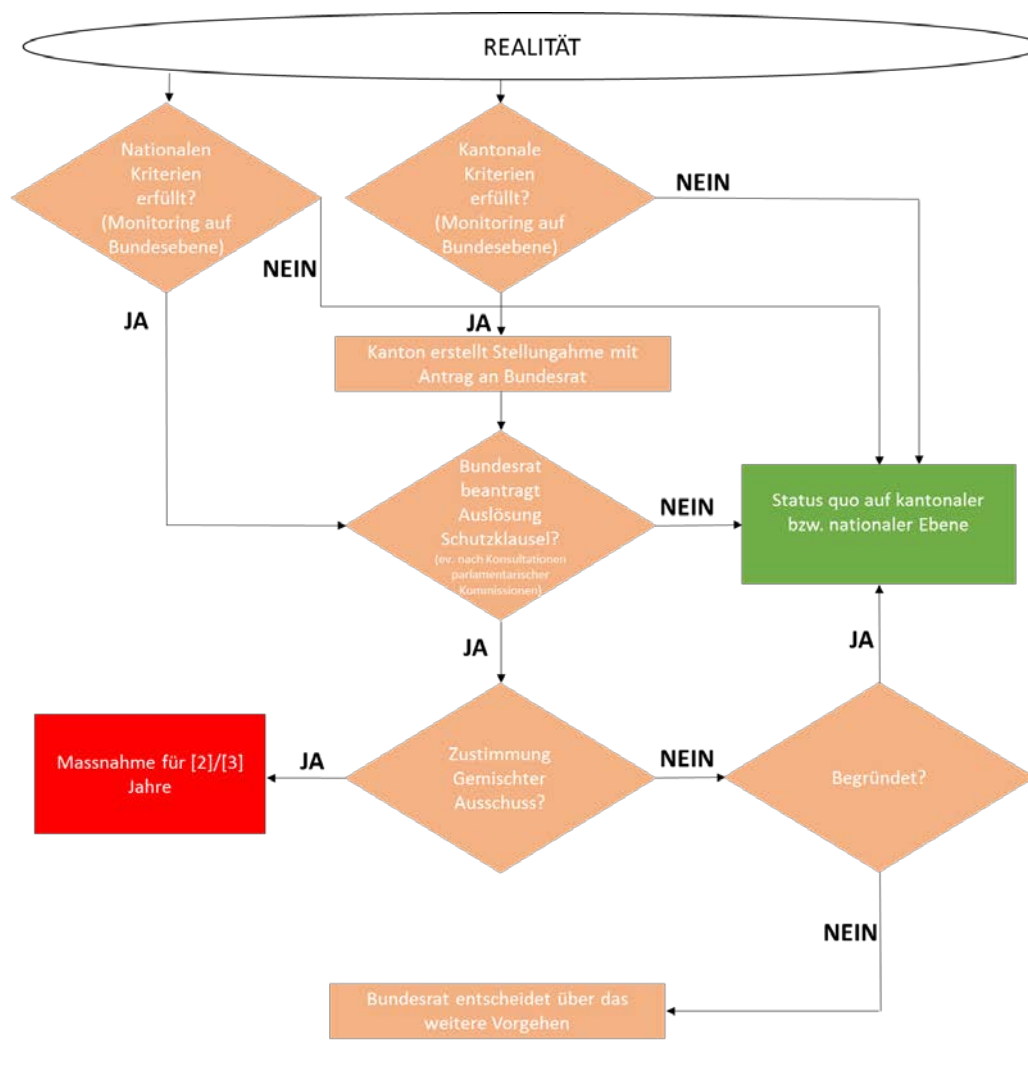 REALITÄT
Nationalen
Kriterien
erfüllt?
(Monitoring auf
Bundesebene)
Kantonale
Kriterien
erfüllt?
(Monitoring auf
Bundesebene)
NEIN
NEIN
JA
JA
Kanton erstellt Stellungahme mit
Antrag an Bundesrat
Bundesrat
beantragt
Auslösung
Schutzklausel?
(ev. nach Konsultationen
parlamentarischer
Kommissionen)
NEIN
Status quo auf kantonaler
bzw. nationaler Ebene
JA
JA
Massnahme für [2]/[3]
Jahre
JA
Zustimmung
Gemischter
Ausschuss?
NEIN
Begründet?
NEIN
Bundesrat entscheidet über das
weitere Vorgehen